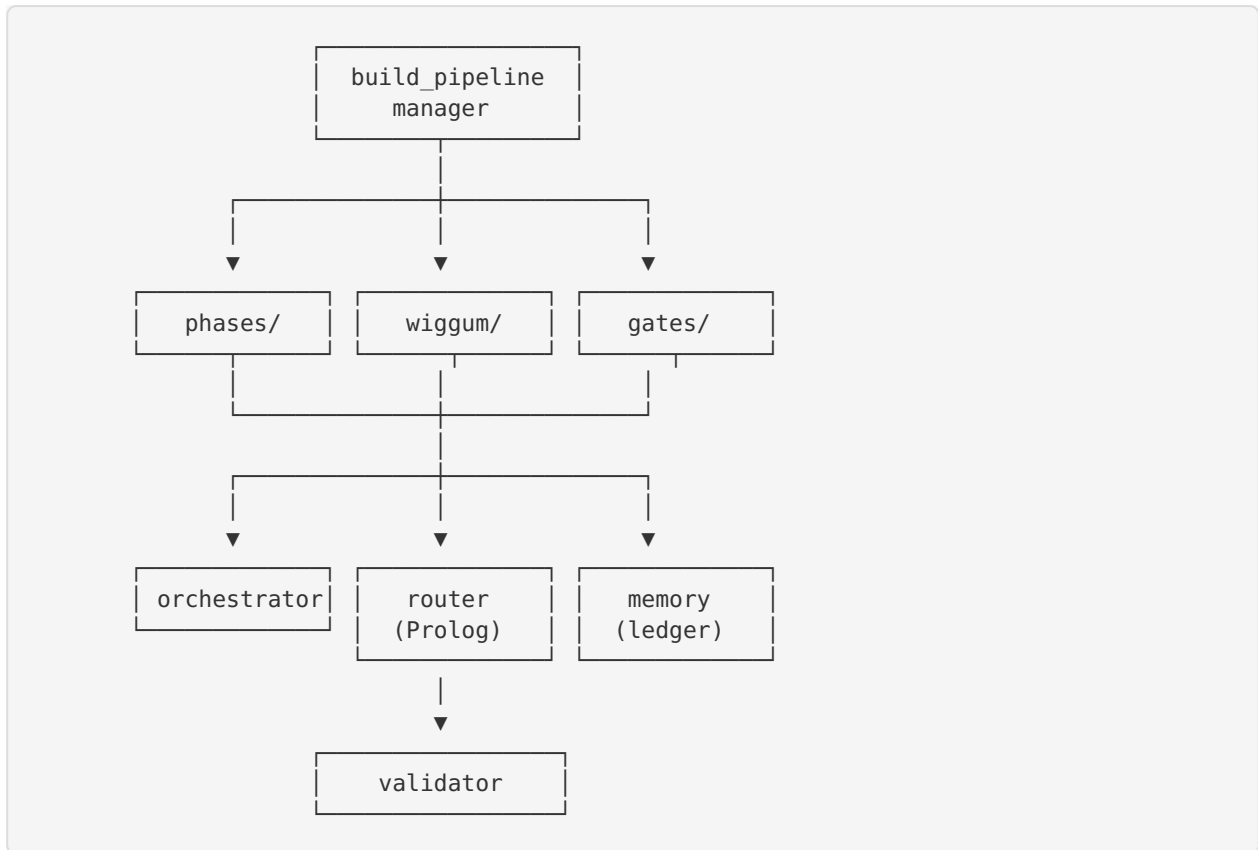 build_pipeline
manager
phases/ wiggum/ gates/
orchestrator router memory
(Prolog) (ledger)
validator